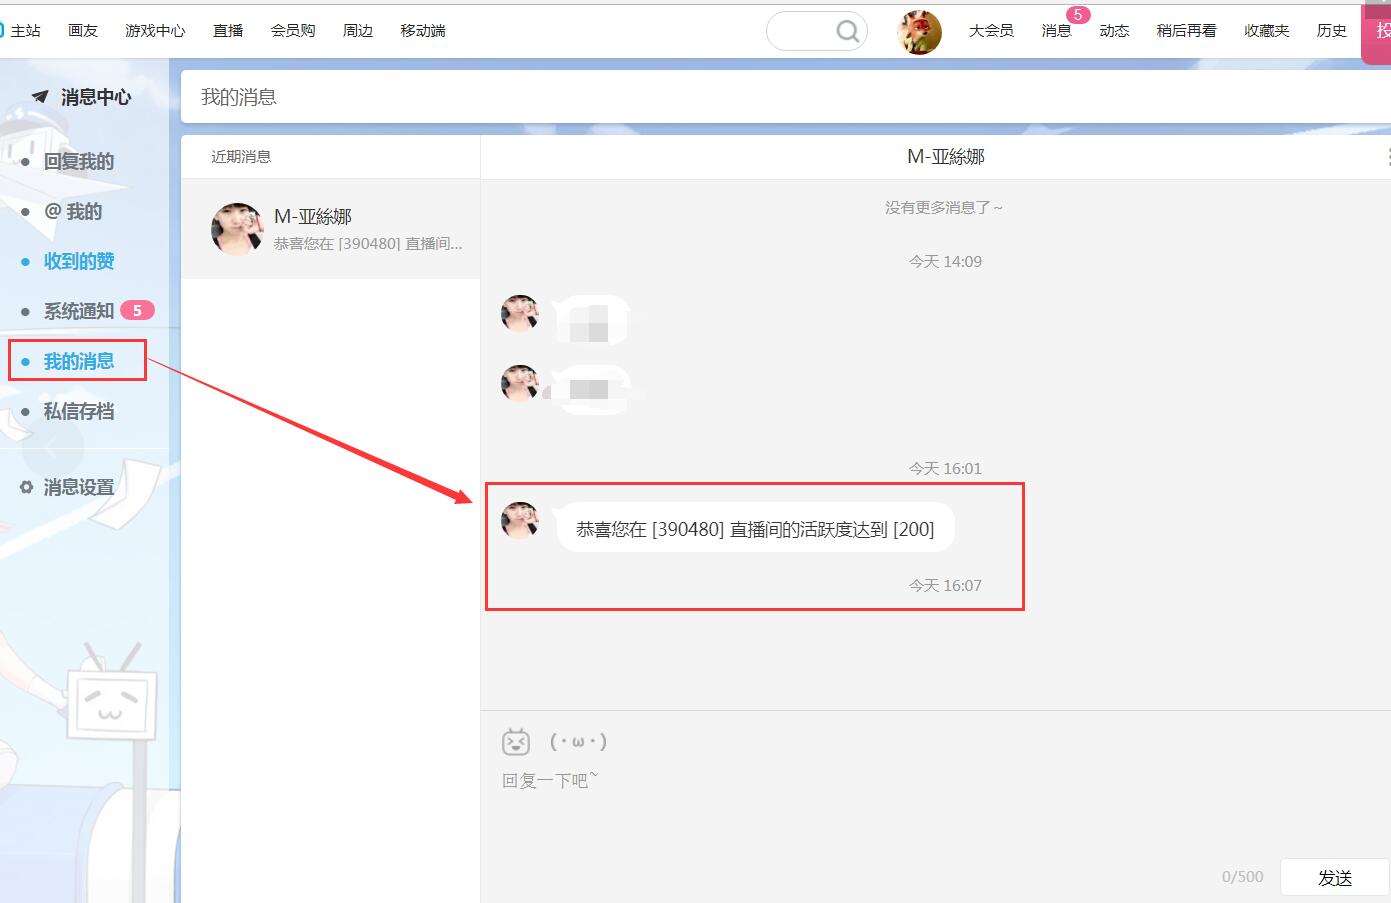 主站 画友 游戏中心 直播 会员购 周边 移动端 大会员 消息 5 动态 稍后再看 收藏夹 历史 投
消息中心
回复我的
@ 我的
收到的赞
系统通知 5
我的消息
私信存档
消息设置
我的消息
近期消息
M-亚絲娜
恭喜您在 [390480] 直播间...
M-亚絲娜
没有更多消息了～
今天 14:09
今天 16:01
恭喜您在 [390480] 直播间的活跃度达到 [200]
今天 16:07
(・ω・)
回复一下吧~
0/500 发送